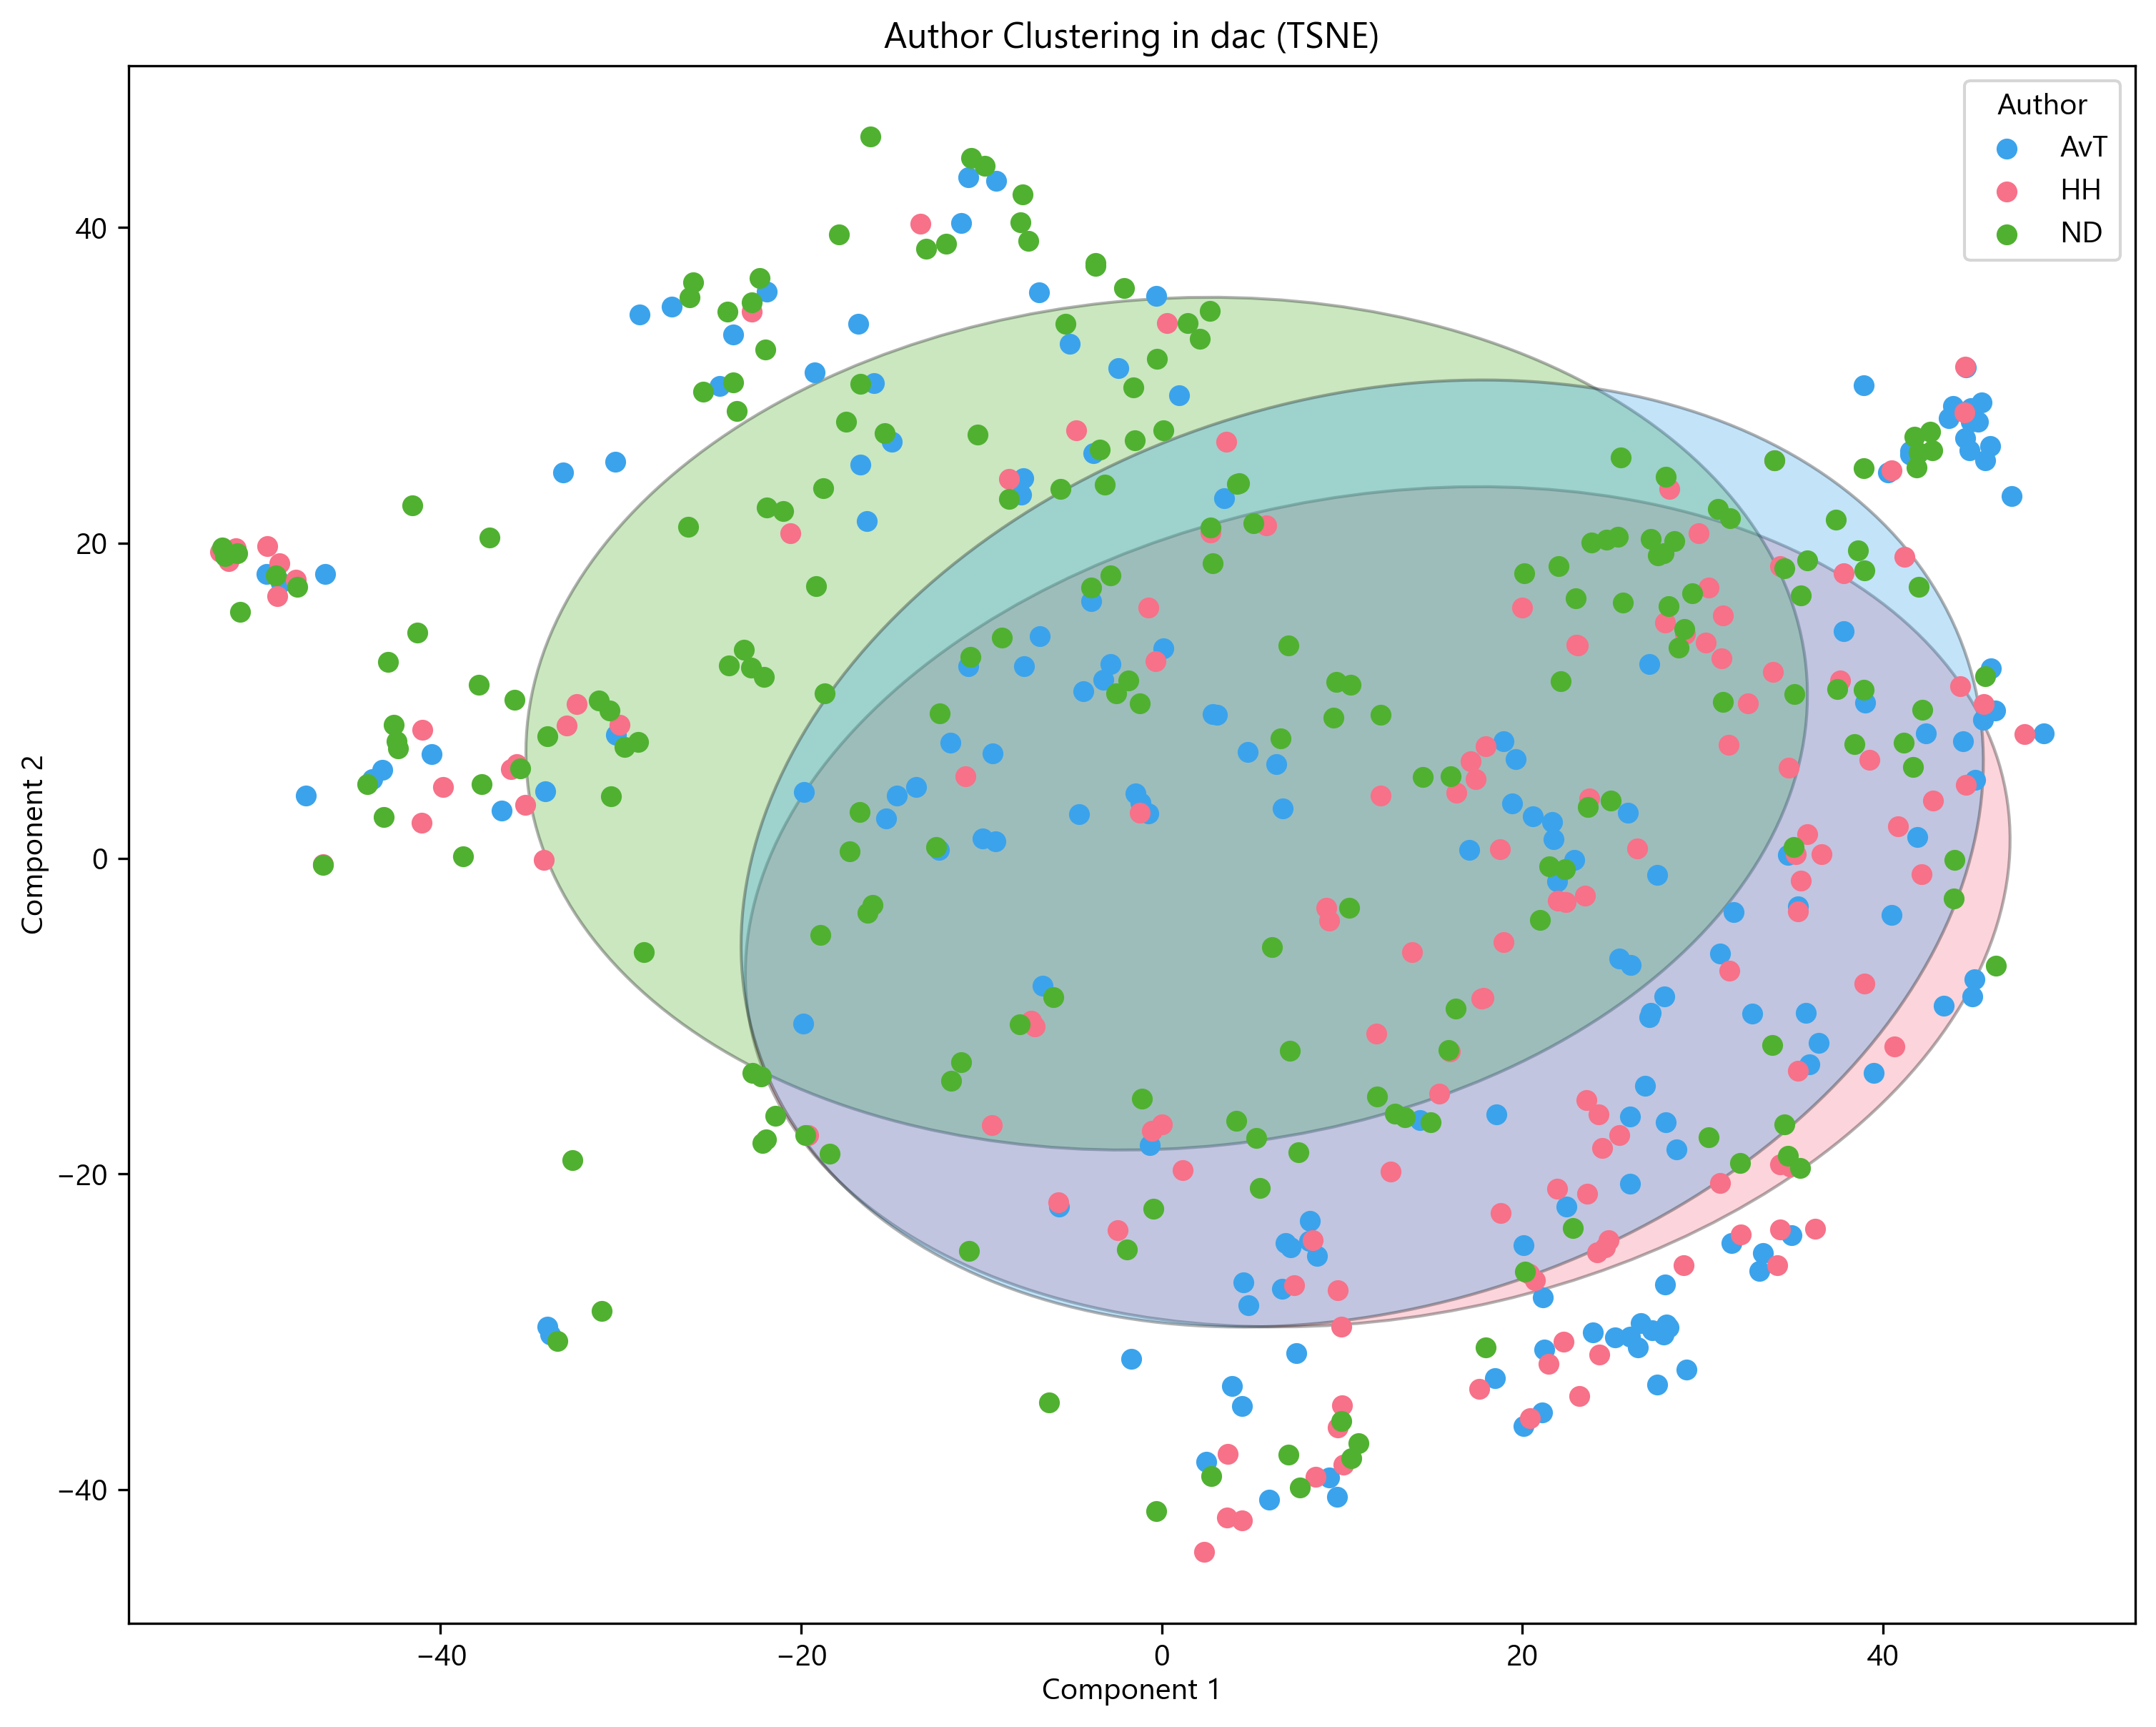 Author Clustering in dac (TSNE)
Author
AvT
HH
ND
40
20
0
−20
−40
Component 2
−40
−20
0
20
40
Component 1